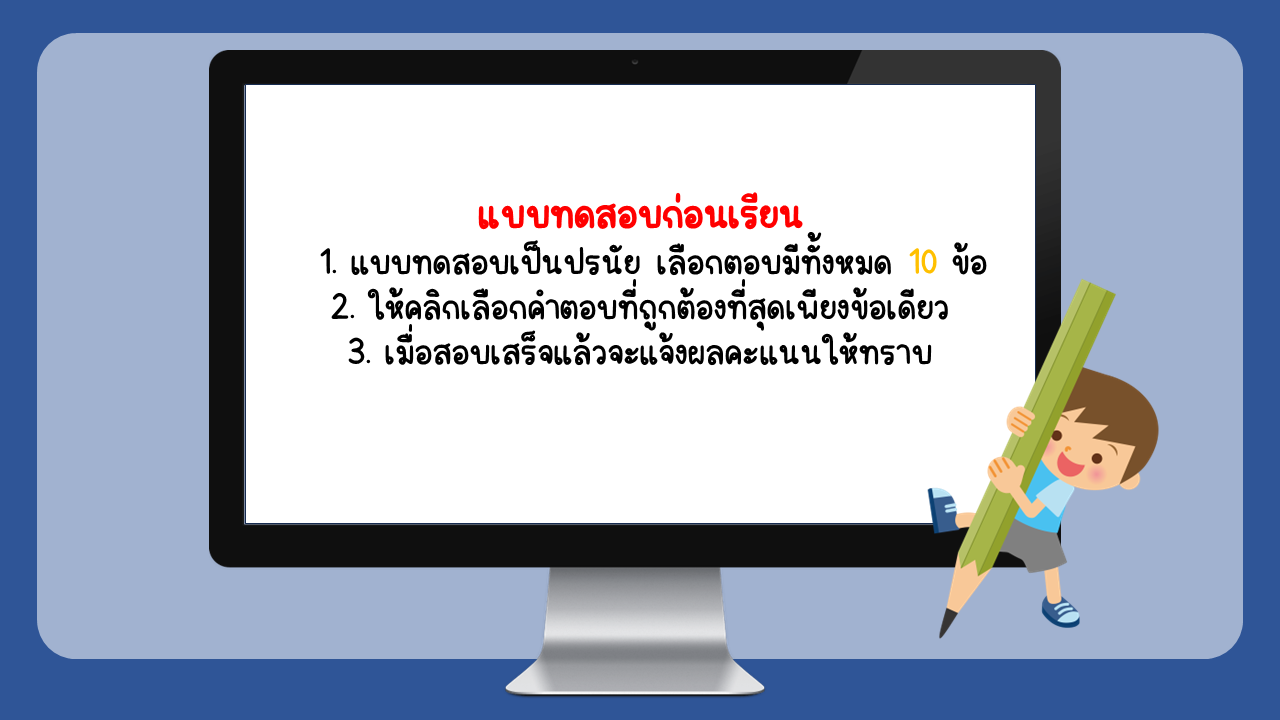 แบบทดสอบก่อนเรียน
1. แบบทดสอบเป็นปรนัย เลือกตอบมีทั้งหมด 10 ข้อ
2. ให้คลิกเลือกคำตอบที่ถูกต้องที่สุดเพียงข้อเดียว
3. เมื่อสอบเสร็จแล้วจะแจ้งผลคะแนนให้ทราบ